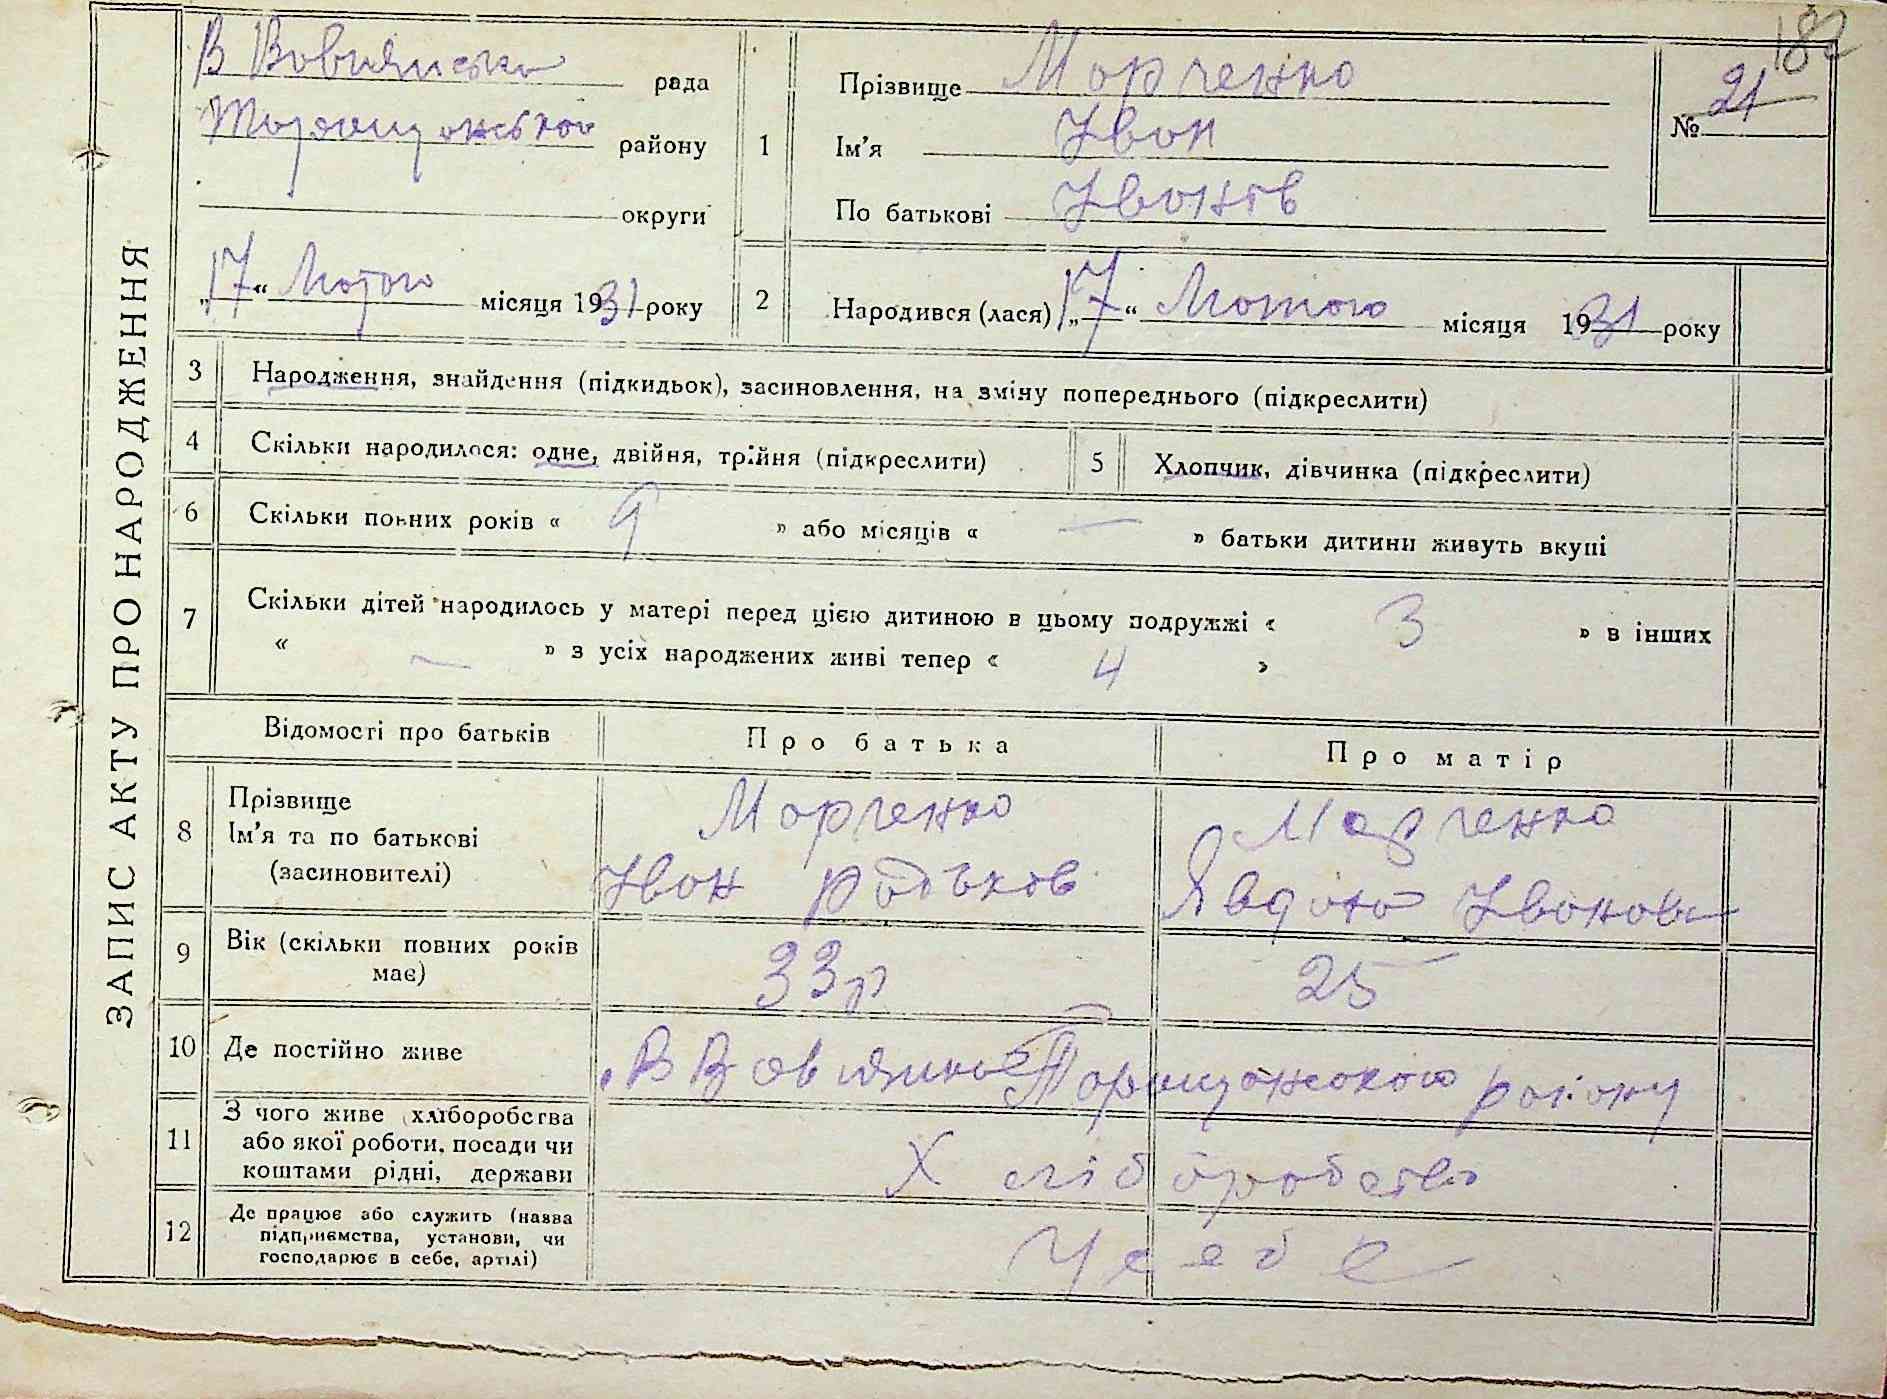 182
ЗАПИС АКТУ ПРО НАРОДЖЕННЯ
В Вовнянська рада
району
округи
„17“ Лютого місяця 1931 року
1
Прізвище Марченко
Ім’я Іван
По батькові Іванів
№ 21
2
Народився (лася) „17“ Лютого місяця 1931 року
3 Народження, знайдення (підкидьок), засиновлення, на зміну попереднього (підкреслити)
4 Скільки народилося: одне, двійня, трійня (підкреслити)
5 Хлопчик, дівчинка (підкреслити)
6 Скільки повних років « 9 » або місяців « — » батьки дитини живуть вкупі
7 Скільки дітей народилось у матері перед цією дитиною в цьому подружжі « 3 » в інших
« — » з усіх народжених живі тепер « 4 »
Відомості про батьків Про батька Про матір
8
Прізвище
Ім’я та по батькові
(засиновителі)
Марченко
Іван
Марченко
Явдоха Іванов
9
Вік (скільки повних років
має)
33 р
25
10 Де постійно живе
В Вовнянка Таращанського району
11
З чого живе (хліборобства
або якої роботи, посади чи
коштами рідні, держави
Хліборобство
12
Де працює або служить (назва
підприємства, установи, чи
господарює в себе, артілі)
У себе